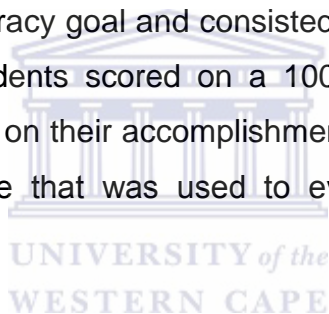 racy goal and consisted
dents scored on a 100
on their accomplishmen
e that was used to ev
UNIVERSITY of the
WESTERN CAPE